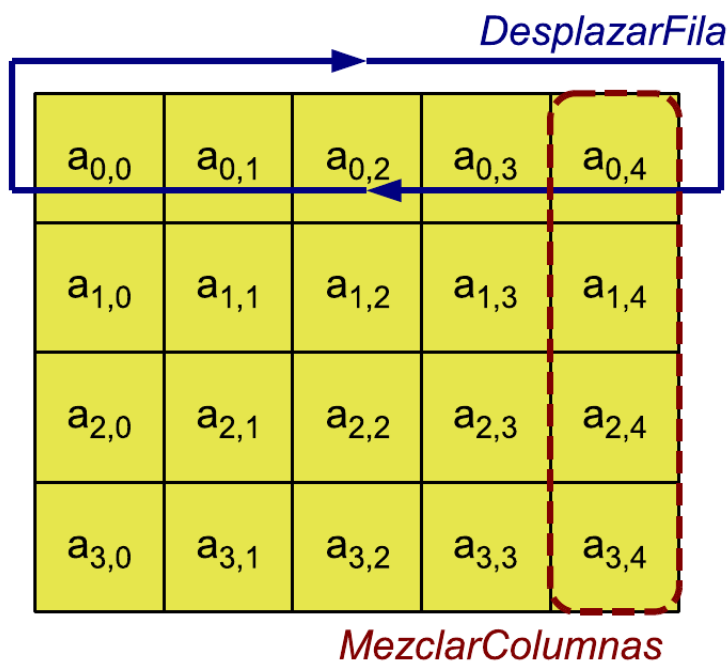 DesplazarFila
a0,0 a0,1 a0,2 a0,3 a0,4
a1,0 a1,1 a1,2 a1,3 a1,4
a2,0 a2,1 a2,2 a2,3 a2,4
a3,0 a3,1 a3,2 a3,3 a3,4
MezclarColumnas